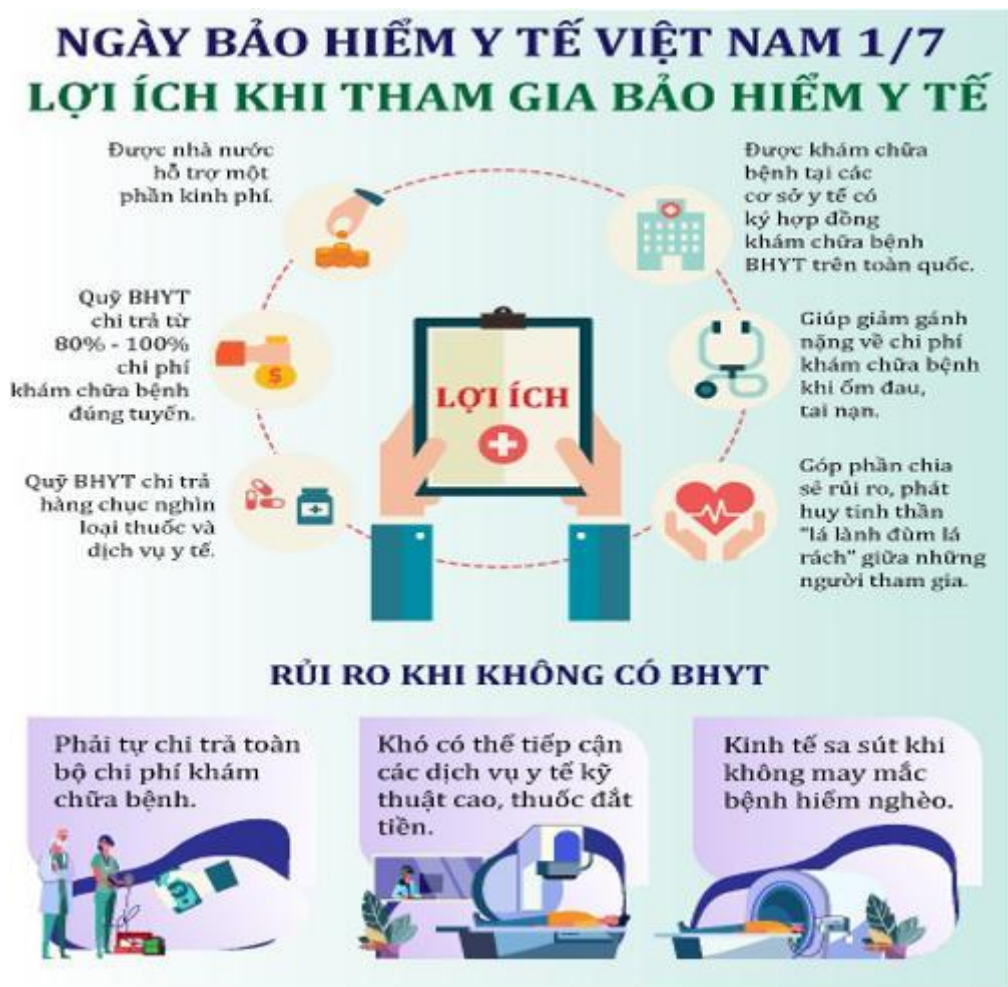 NGÀY BẢO HIỂM Y TẾ VIỆT NAM 1/7
LỢI ÍCH KHI THAM GIA BẢO HIỂM Y TẾ
Được nhà nước
hỗ trợ một
phần kinh phí.
Quỹ BHYT
chi trả từ
80% - 100%
chi phí
khám chữa bệnh
đúng tuyến.
Quỹ BHYT chi trả
hàng chục nghìn
loại thuốc và
dịch vụ y tế.
LỢI ÍCH
Được khám chữa
bệnh tại các
cơ sở y tế có
ký hợp đồng
khám chữa bệnh
BHYT trên toàn quốc.
Giúp giảm gánh
nặng về chi phí
khám chữa bệnh
khi ốm đau,
tai nạn.
Góp phần chia
sẻ rủi ro, phát
huy tinh thần
"lá lành đùm lá
rách" giữa những
người tham gia.
RỦI RO KHI KHÔNG CÓ BHYT
Phải tự chi trả toàn
bộ chi phí khám
chữa bệnh.
Khó có thể tiếp cận
các dịch vụ y tế kỹ
thuật cao, thuốc đắt
tiền.
Kinh tế sa sút khi
không may mắc
bệnh hiếm nghèo.